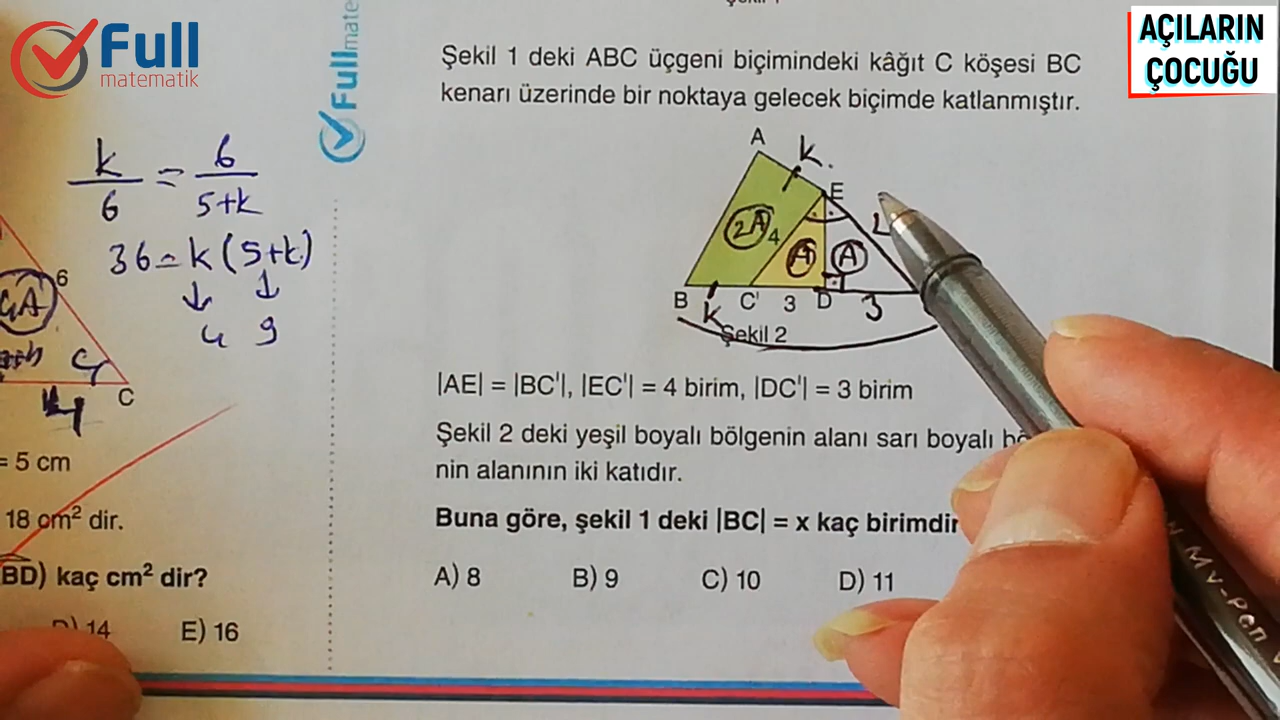 Full
matematik
Fullmate
AÇILARIN
ÇOCUĞU
Şekil 1 deki ABC üçgeni biçimindeki kâğıt C köşesi BC
kenarı üzerinde bir noktaya gelecek biçimde katlanmıştır.
k/6 = 6/5+k
36 = k (5+k)
4 9
6
4A
4
C
= 5 cm
18 cm² dir.
BD) kaç cm² dir?
D) 14 E) 16
A
k.
E
2A
4
A
A
B C' 3 D 3
k
Şekil 2
|AE| = |BC'|, |EC'| = 4 birim, |DC'| = 3 birim
Şekil 2 deki yeşil boyalı bölgenin alanı sarı boyalı bö
nin alanının iki katıdır.
Buna göre, şekil 1 deki |BC| = x kaç birimdir
A) 8 B) 9 C) 10 D) 11